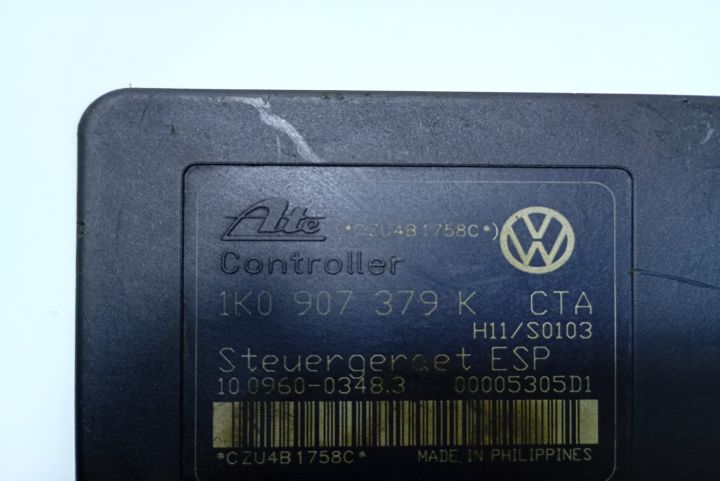 Ate (*CZU4B1758C*)
Controller
1K0 907 379 K CTA
H11/S0103
Steuergeraet ESP
10.0960-0348.3 00005305D1
*CZU4B1758C* MADE IN PHILIPPINES